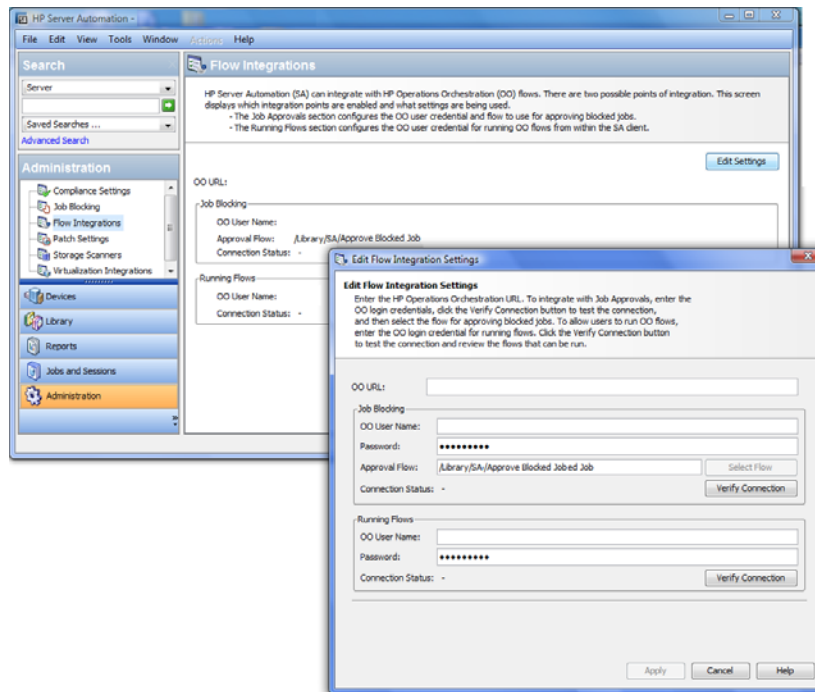 HP Server Automation -
File Edit View Tools Window Actions Help
Search
Server
Saved Searches ...
Advanced Search
Administration
Compliance Settings
Job Blocking
Flow Integrations
Patch Settings
Storage Scanners
Virtualization Integrations
Devices
Library
Reports
Jobs and Sessions
Administration
Flow Integrations
HP Server Automation (SA) can integrate with HP Operations Orchestration (OO) flows. There are two possible points of integration. This screen
displays which integration points are enabled and what settings are being used.
- The Job Approvals section configures the OO user credential and flow to use for approving blocked jobs.
- The Running Flows section configures the OO user credential for running OO flows from within the SA client.
Edit Settings
OO URL:
Job Blocking
OO User Name:
Approval Flow: /Library/SA/Approve Blocked Job
Connection Status: -
Running Flows
OO User Name:
Connection Status: -
Edit Flow Integration Settings
Edit Flow Integration Settings
Enter the HP Operations Orchestration URL. To integrate with Job Approvals, enter the
OO login credentials, click the Verify Connection button to test the connection,
and then select the flow for approving blocked jobs. To allow users to run OO flows,
enter the OO login credential for running flows. Click the Verify Connection button
to test the connection and review the flows that can be run.
OO URL:
Job Blocking
OO User Name:
Password: •••••••••
Approval Flow: /Library/SA/Approve Blocked Jobed Job Select Flow
Connection Status: - Verify Connection
Running Flows
OO User Name:
Password: •••••••••
Connection Status: - Verify Connection
Apply Cancel Help